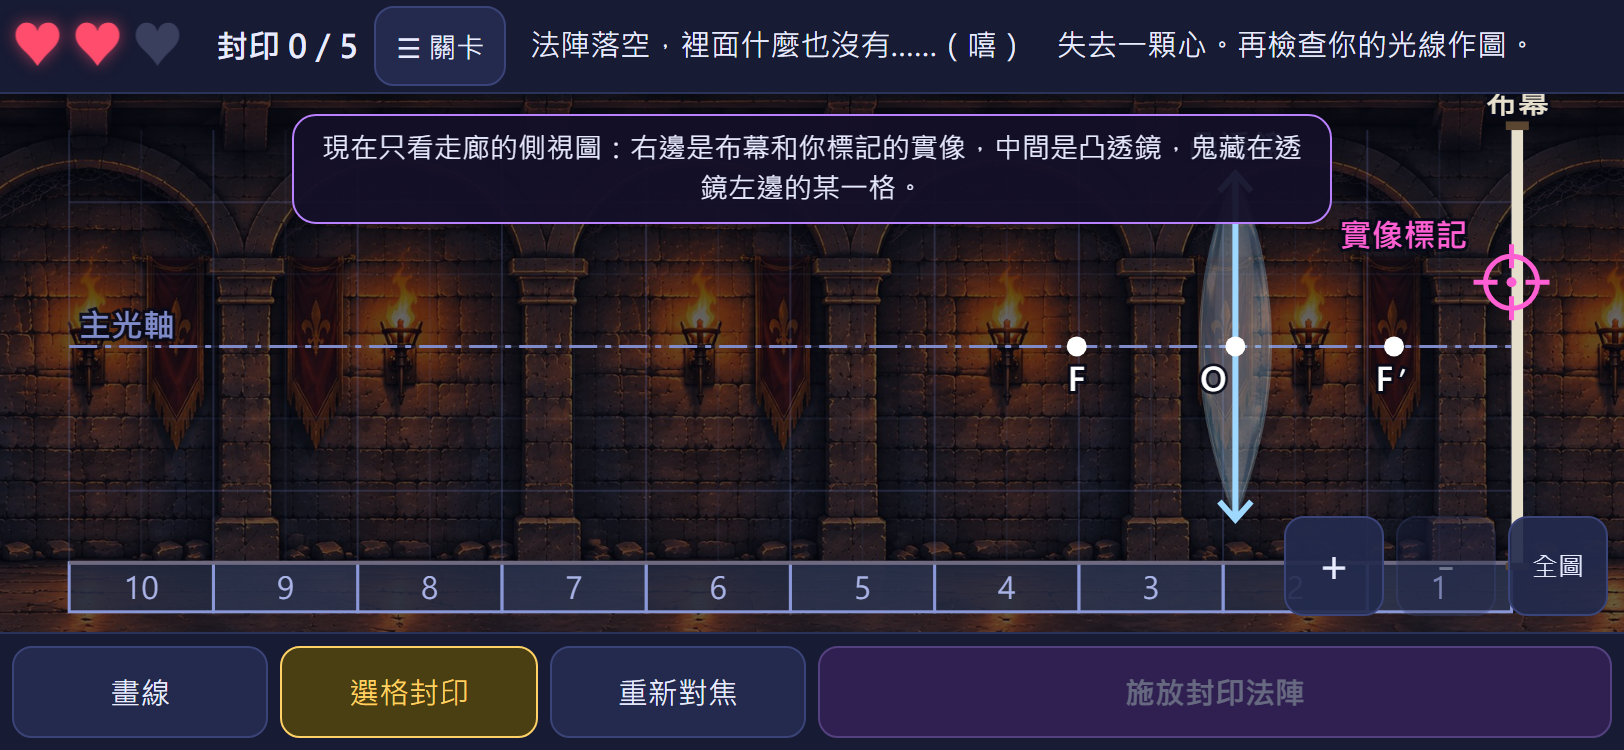 封印 0 / 5
☰ 關卡
法陣落空，裡面什麼也沒有……（嘻） 失去一顆心。再檢查你的光線作圖。
布幕
現在只看走廊的側視圖：右邊是布幕和你標記的實像，中間是凸透鏡，鬼藏在透
鏡左邊的某一格。
實像標記
主光軸
F
O
F′
10 9 8 7 6 5 4 3 2 1
+
−
全圖
畫線
選格封印
重新對焦
施放封印法陣